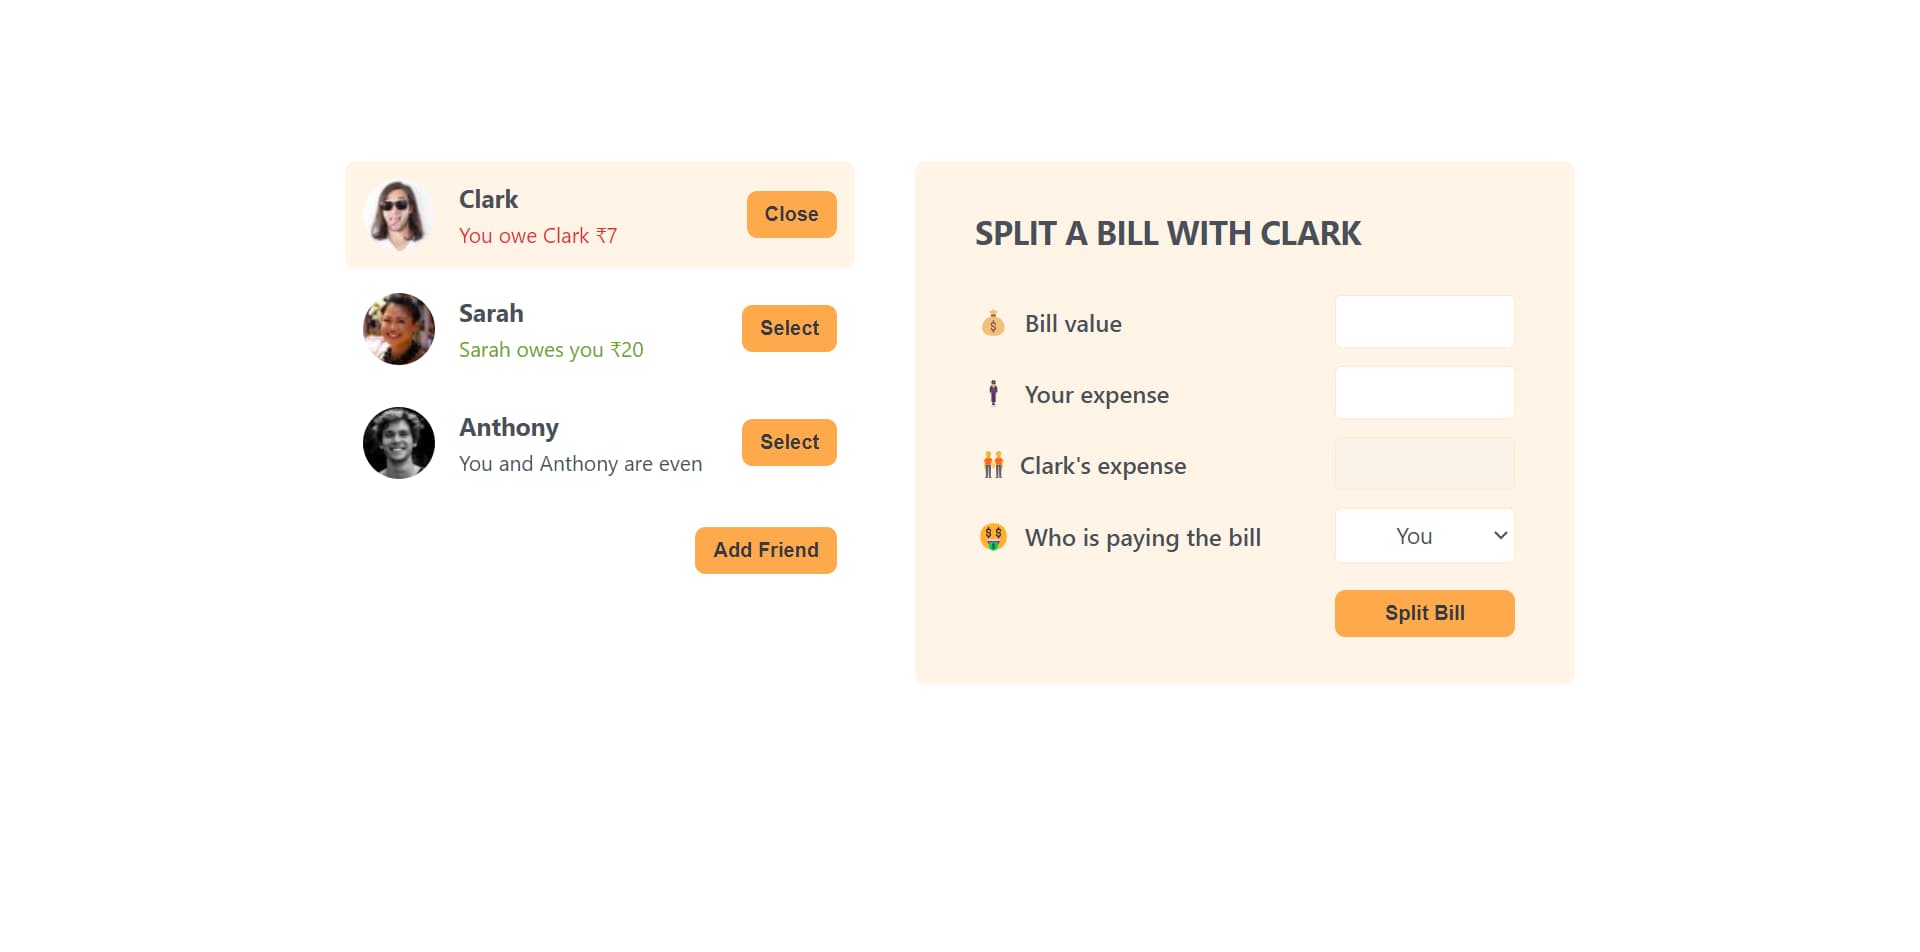 Clark
You owe Clark ₹7
Close
Sarah
Sarah owes you ₹20
Select
Anthony
You and Anthony are even
Select
Add Friend
SPLIT A BILL WITH CLARK
💰 Bill value
🕴 Your expense
👬 Clark's expense
🤑 Who is paying the bill
You
Split Bill